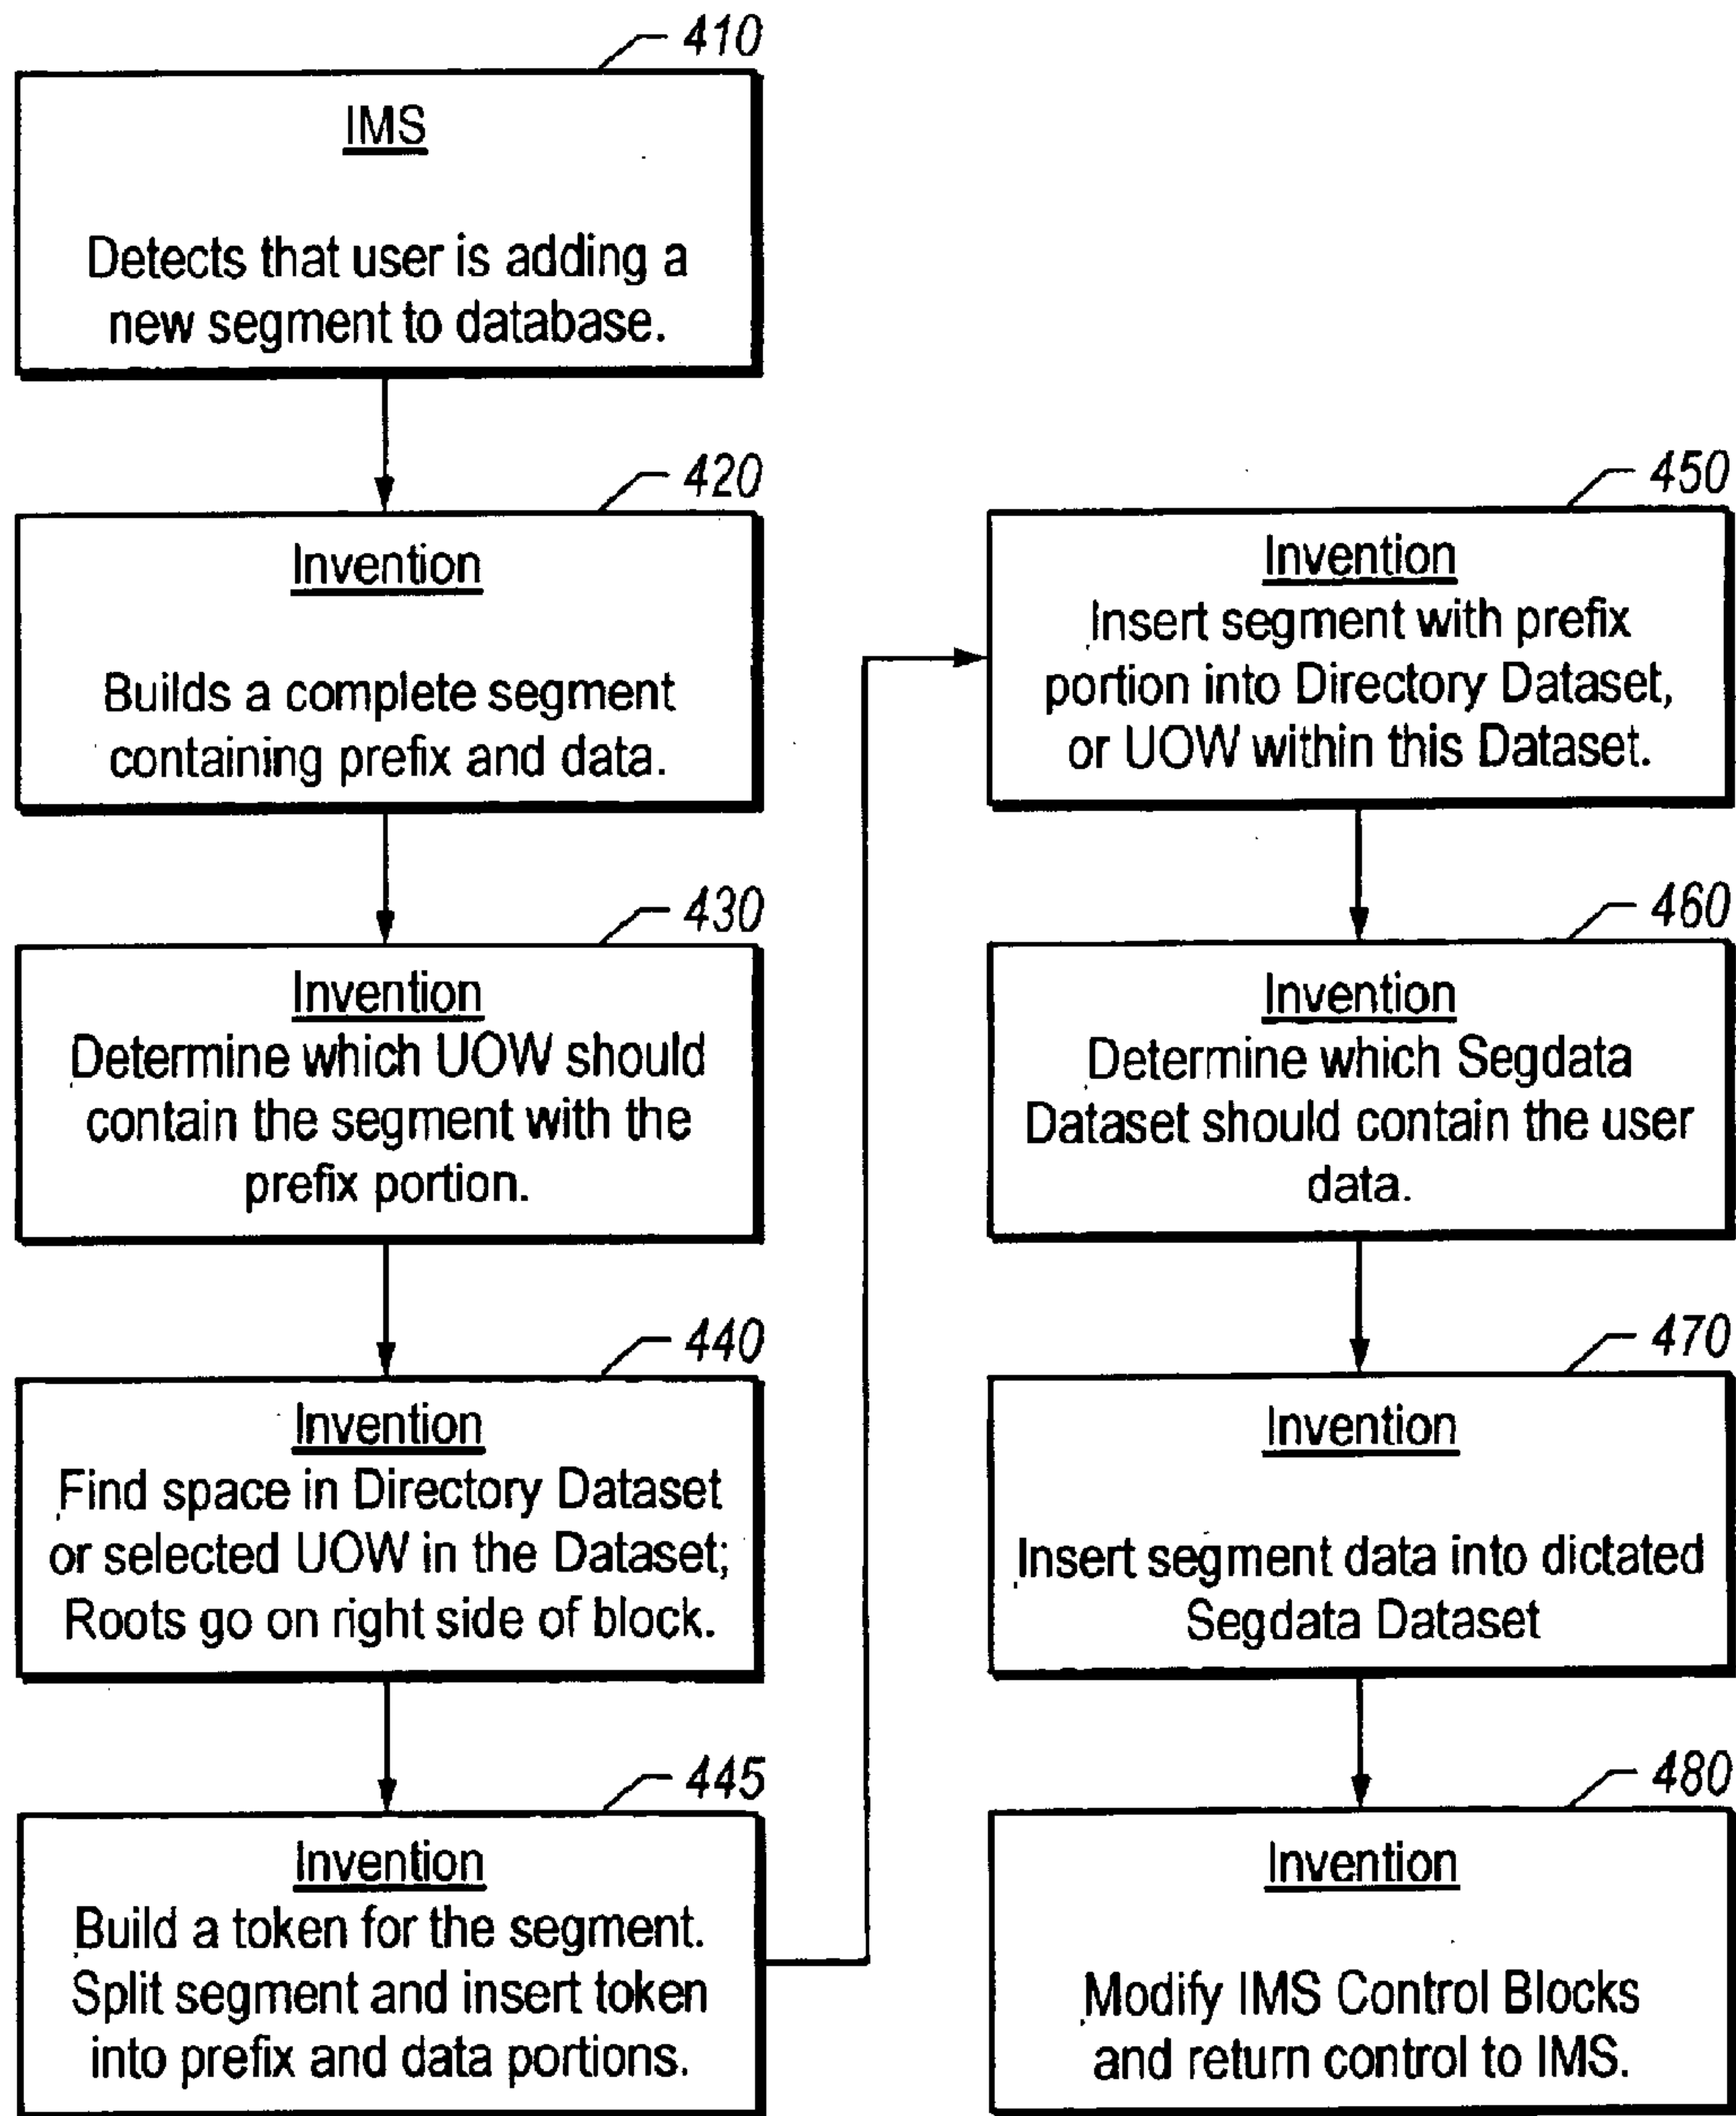 410
IMS
Detects that user is adding a
new segment to database.
420
Invention
Builds a complete segment
containing prefix and data.
430
Invention
Determine which UOW should
contain the segment with the
prefix portion.
440
Invention
Find space in Directory Dataset
or selected UOW in the Dataset;
Roots go on right side of block.
445
Invention
Build a token for the segment.
Split segment and insert token
into prefix and data portions.
450
Invention
Insert segment with prefix
portion into Directory Dataset,
or UOW within this Dataset.
460
Invention
Determine which Segdata
Dataset should contain the user
data.
470
Invention
Insert segment data into dictated
Segdata Dataset
480
Invention
Modify IMS Control Blocks
and return control to IMS.